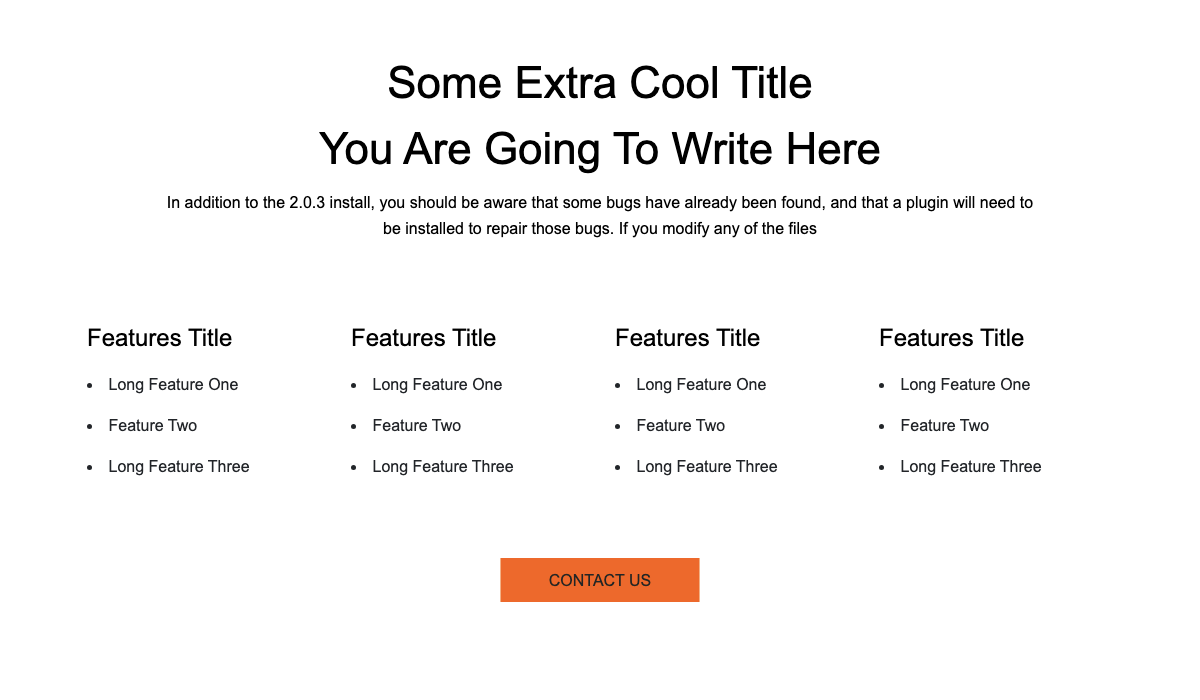 Some Extra Cool Title
You Are Going To Write Here
In addition to the 2.0.3 install, you should be aware that some bugs have already been found, and that a plugin will need to
be installed to repair those bugs. If you modify any of the files
Features Title
Long Feature One
Feature Two
Long Feature Three
Features Title
Long Feature One
Feature Two
Long Feature Three
Features Title
Long Feature One
Feature Two
Long Feature Three
Features Title
Long Feature One
Feature Two
Long Feature Three
CONTACT US